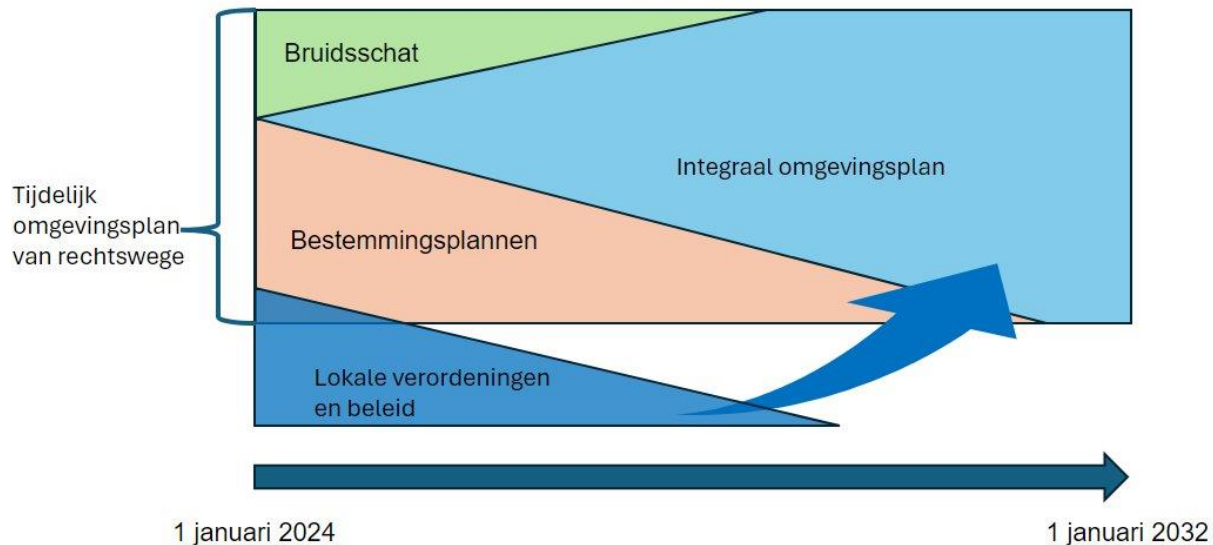 Bruidsschat
Integraal omgevingsplan
Tijdelijk
omgevingsplan
van rechtswege
Bestemmingsplannen
Lokale verordeningen
en beleid
1 januari 2024
1 januari 2032